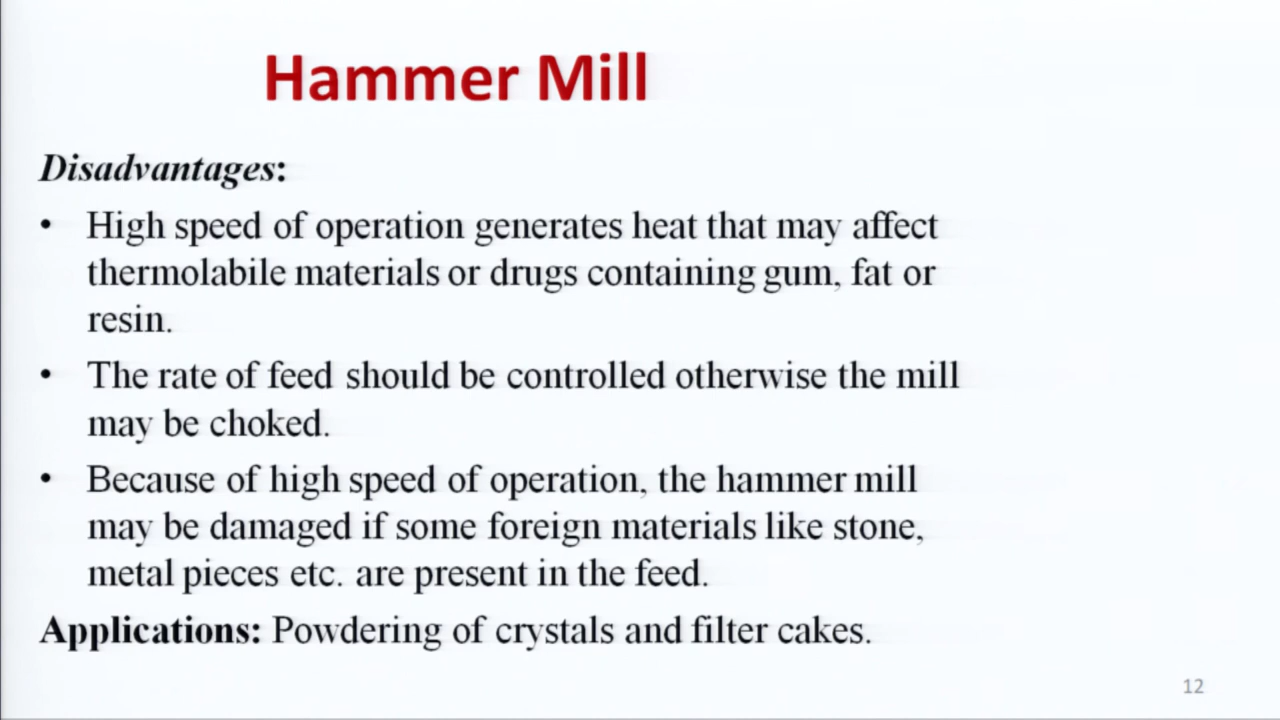 Hammer Mill
Disadvantages:
• High speed of operation generates heat that may affect
thermolabile materials or drugs containing gum, fat or
resin.
• The rate of feed should be controlled otherwise the mill
may be choked.
• Because of high speed of operation, the hammer mill
may be damaged if some foreign materials like stone,
metal pieces etc. are present in the feed.
Applications: Powdering of crystals and filter cakes.
12